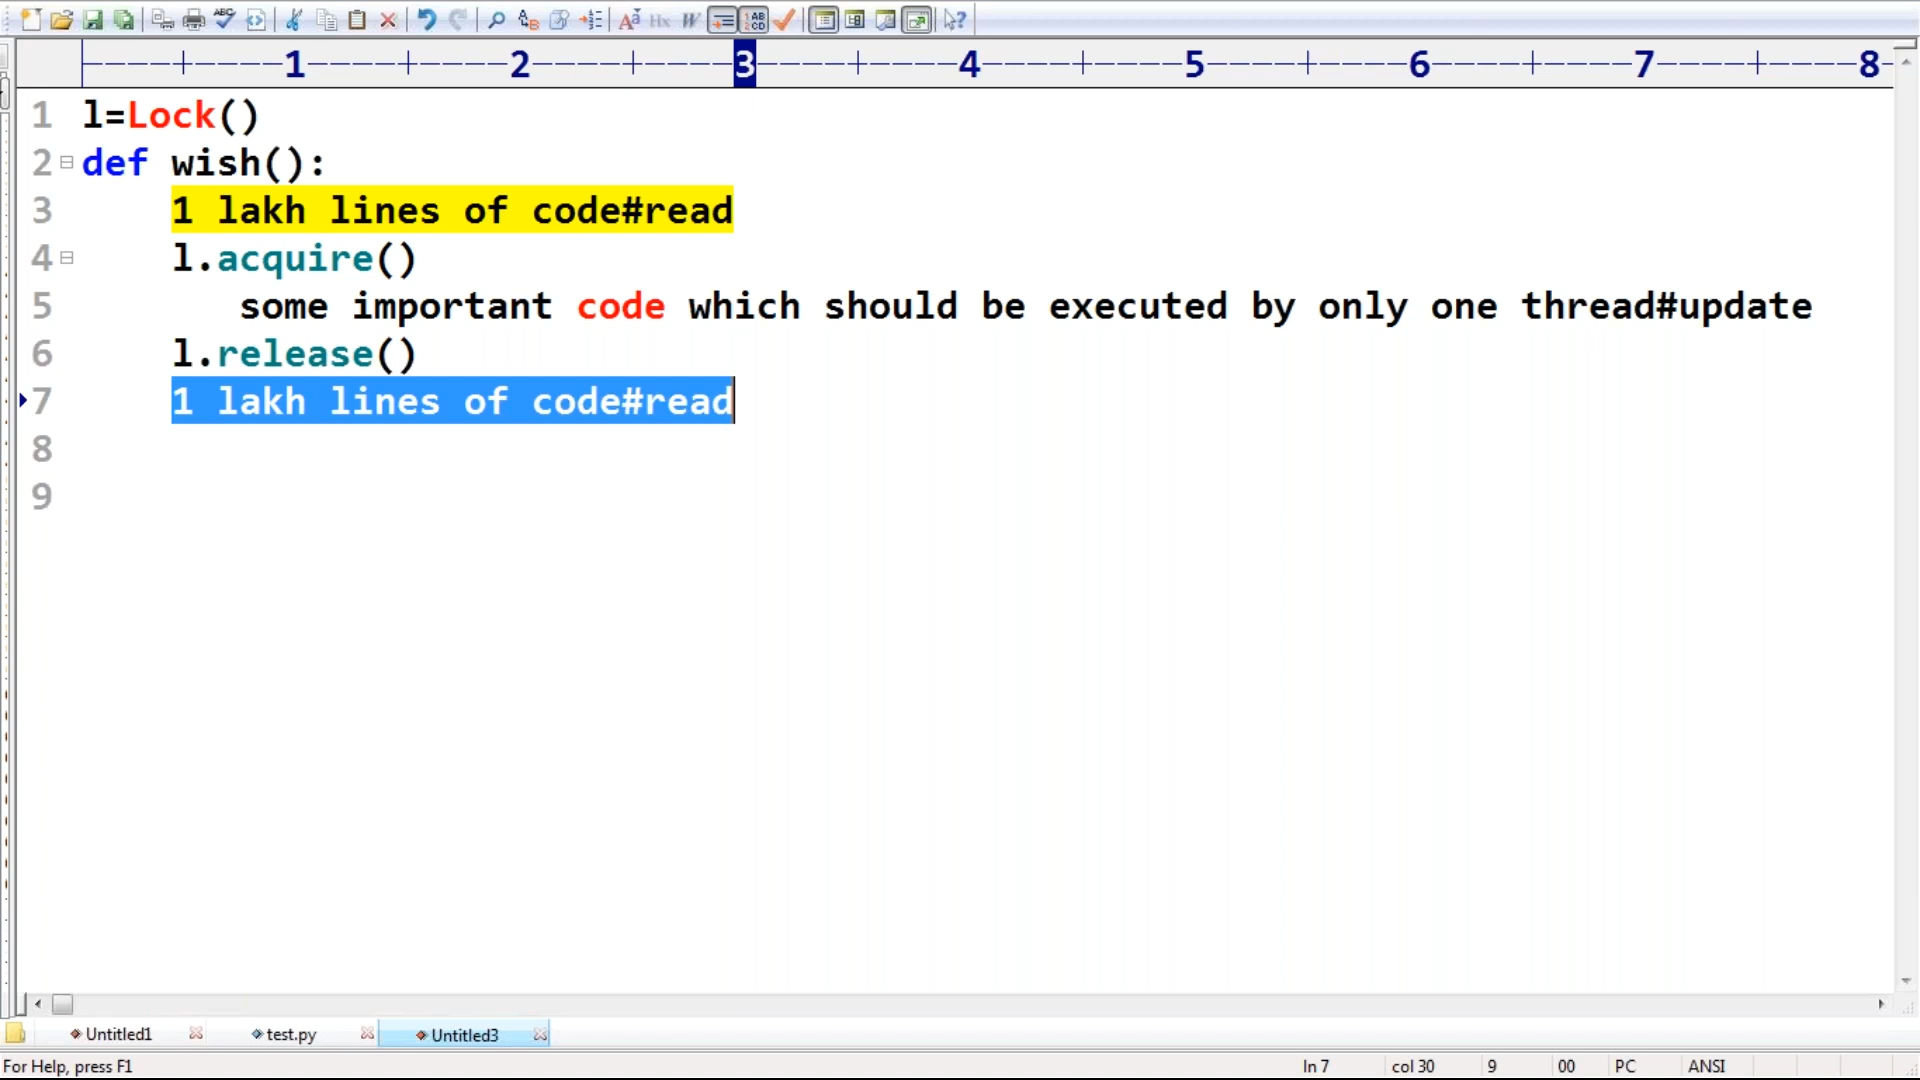 ----+----1----+----2----+----3----+----4----+----5----+----6----+----7----+----8-
1 l=Lock()
2 def wish():
3 1 lakh lines of code#read
4 l.acquire()
5 some important code which should be executed by only one thread#update
6 l.release()
7 1 lakh lines of code#read
8
9
Untitled1 test.py Untitled3
For Help, press F1 ln 7 col 30 9 00 PC ANSI